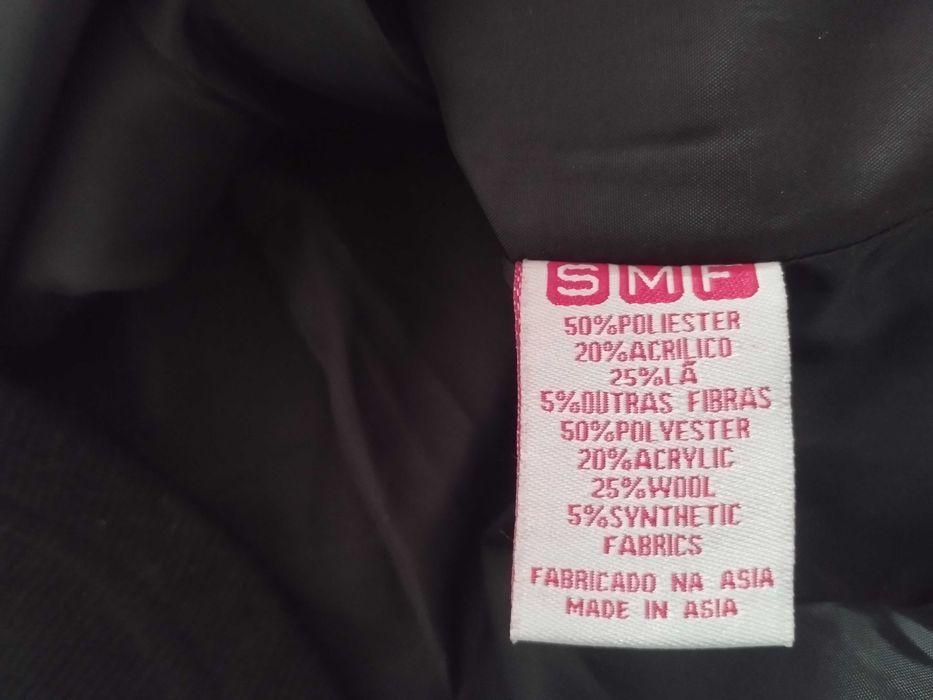 SMF
50%POLIESTER
20%ACRILICO
25%LÃ
5%OUTRAS FIBRAS
50%POLYESTER
20%ACRYLIC
25%WOOL
5%SYNTHETIC
FABRICS
FABRICADO NA ASIA
MADE IN ASIA